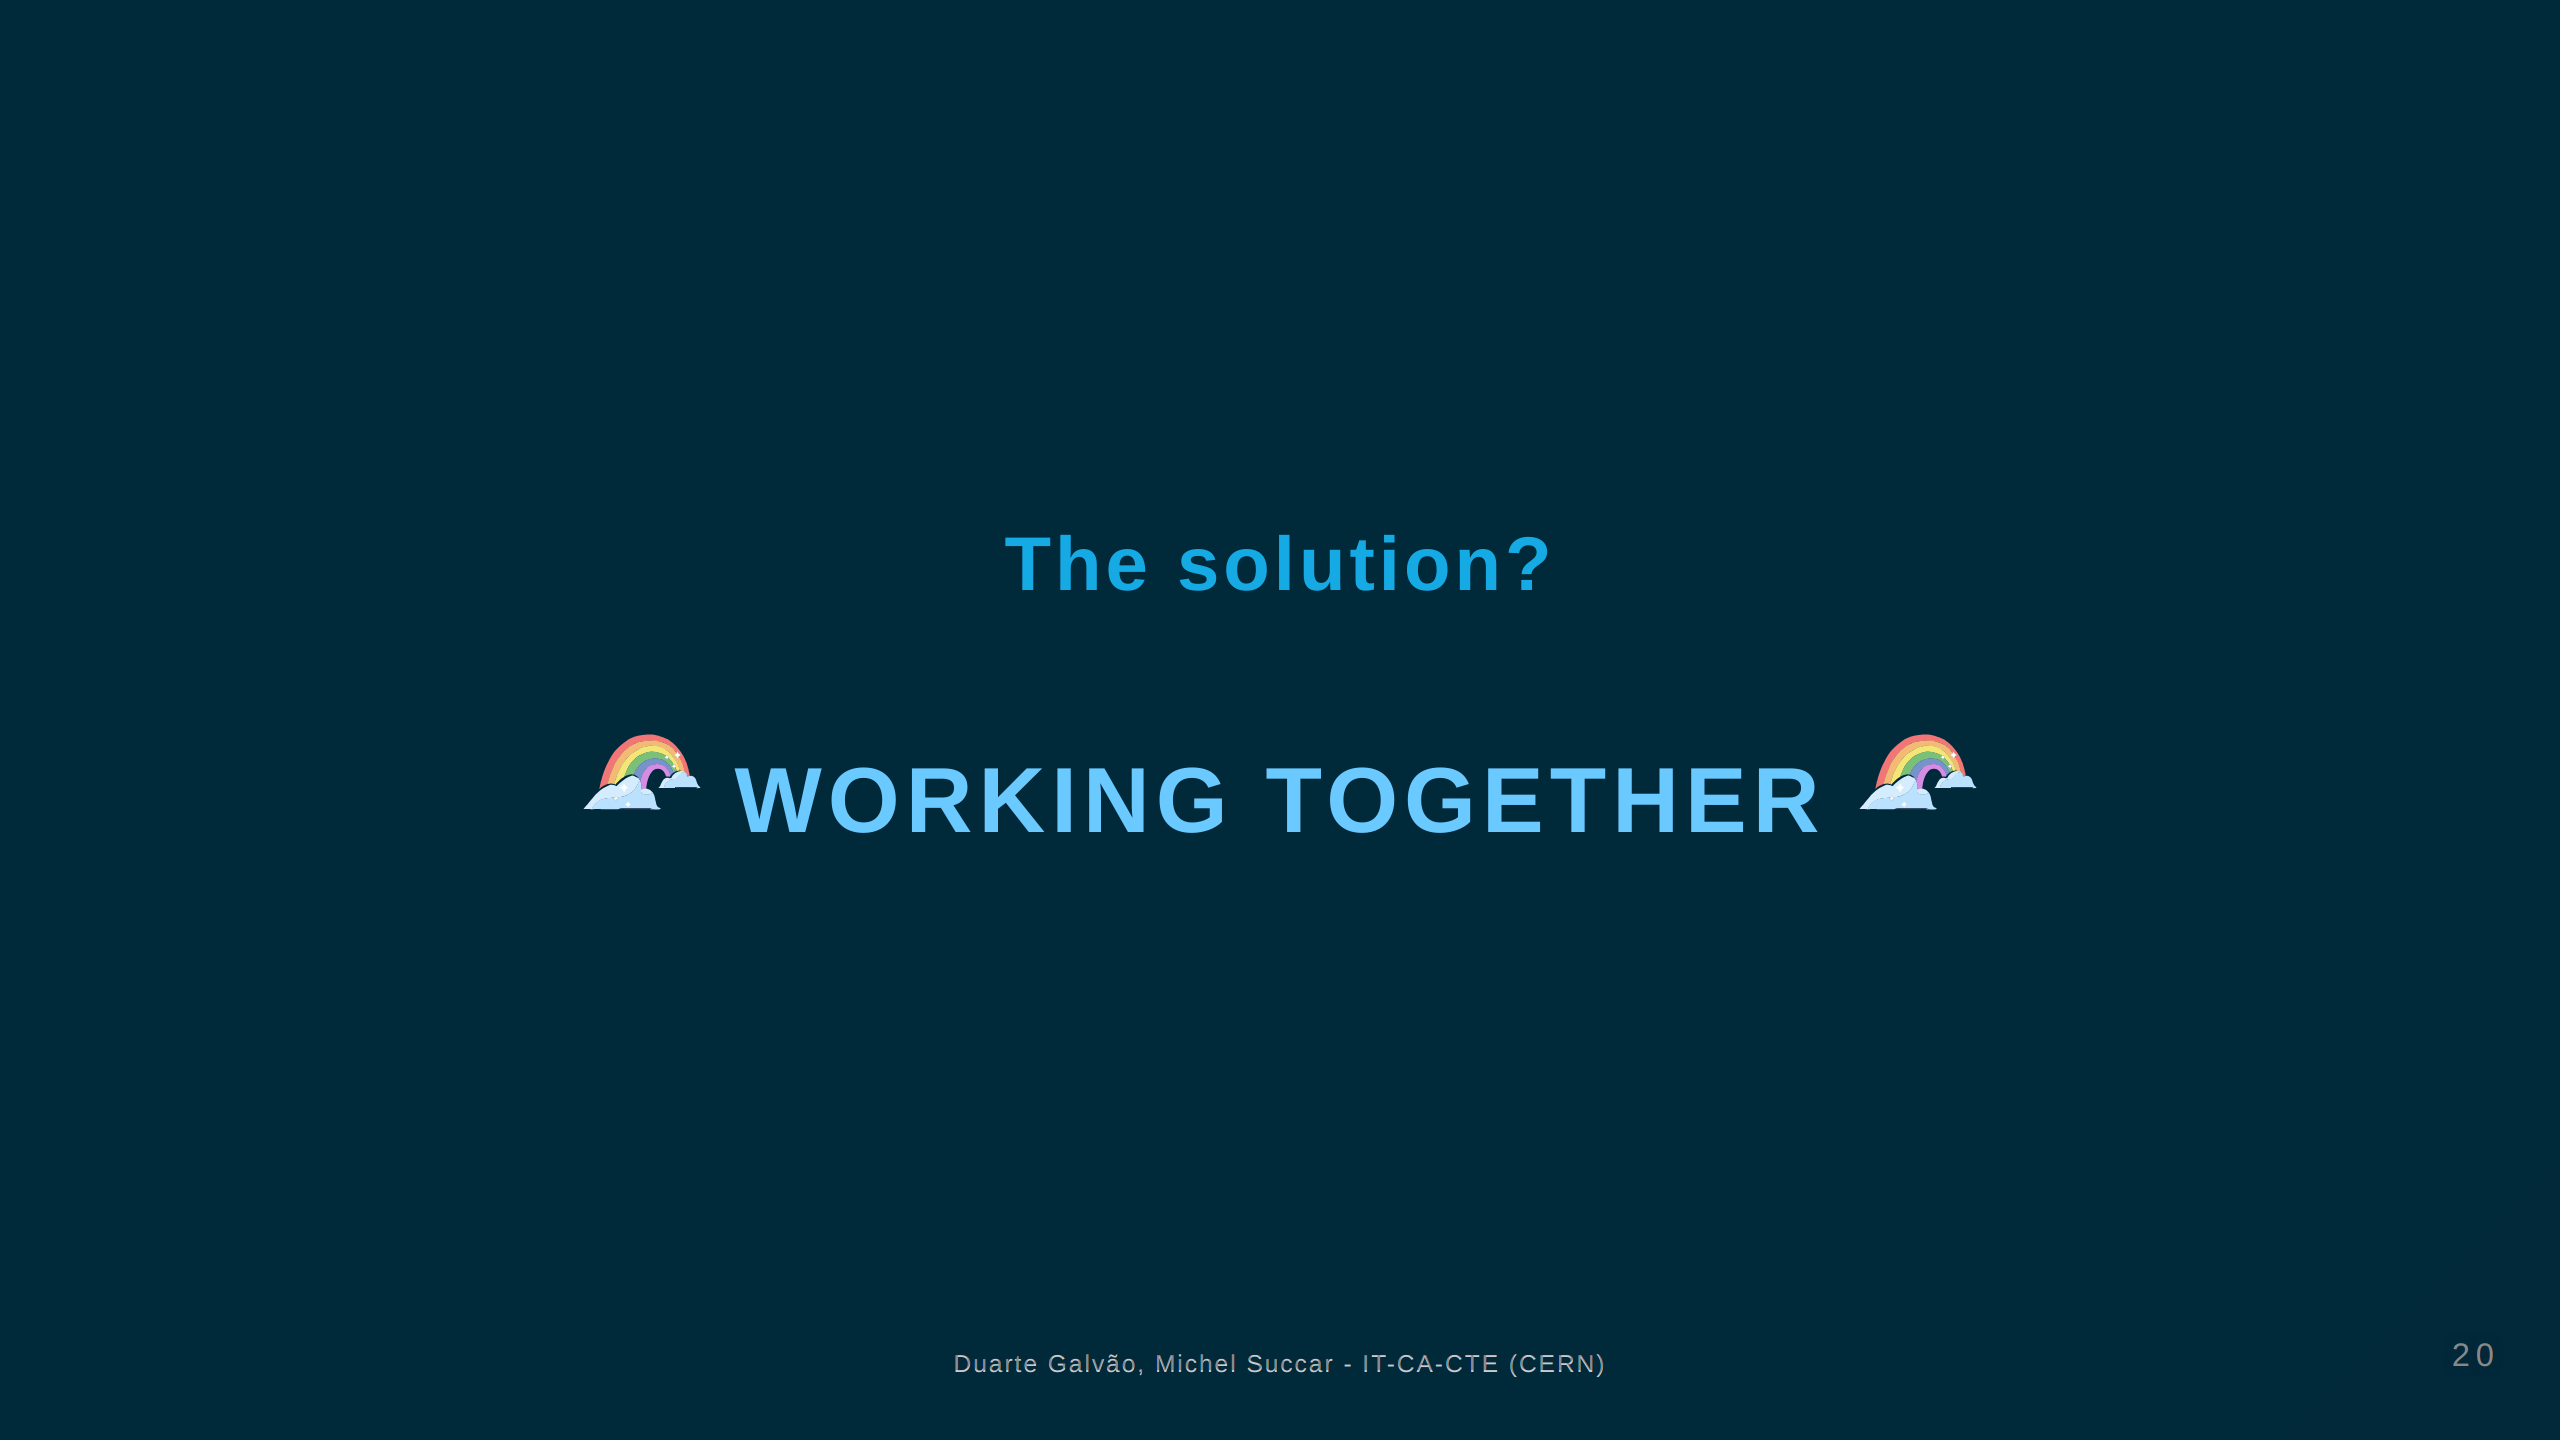 The solution?
WORKING TOGETHER
Duarte Galvão, Michel Succar - IT-CA-CTE (CERN)
20